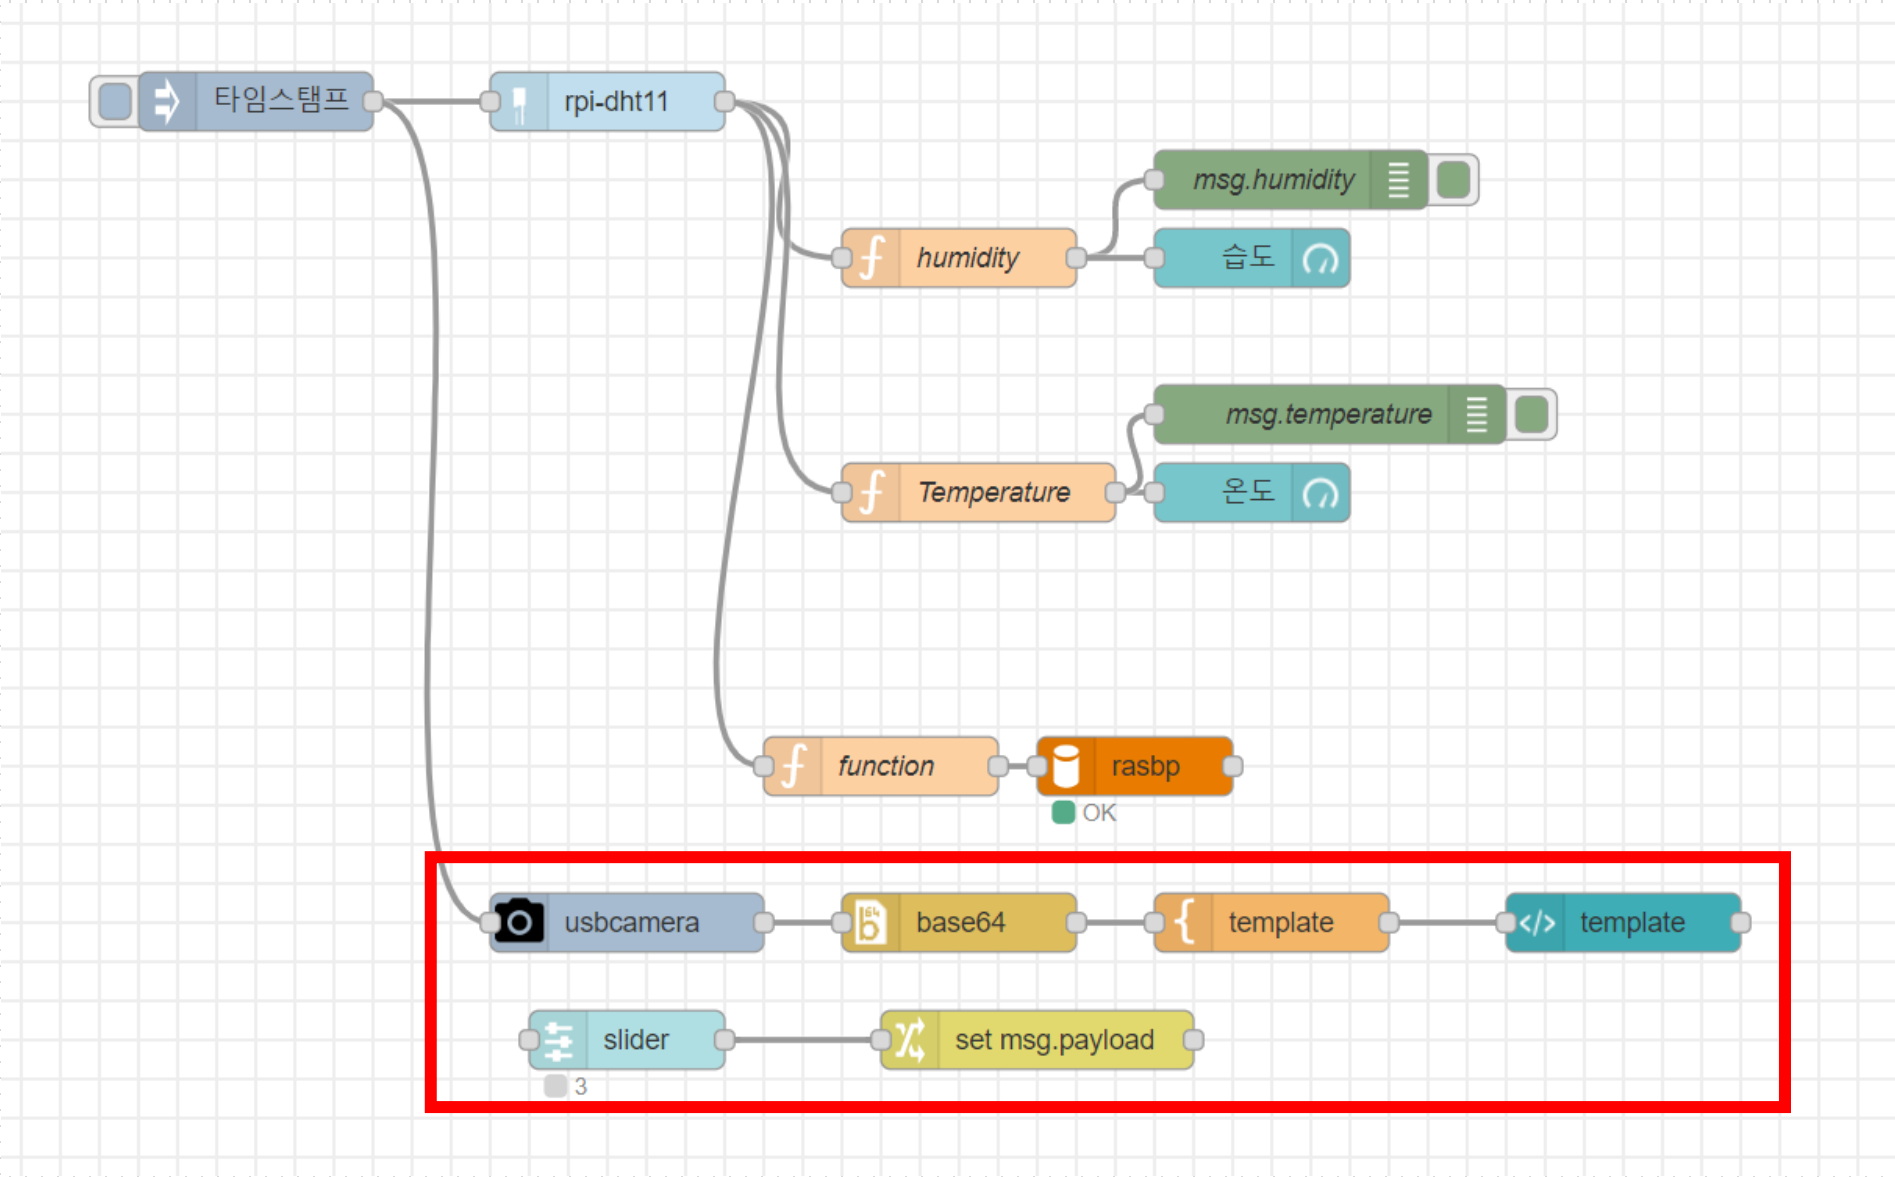 타임스탬프
rpi-dht11
msg.humidity
humidity
습도
msg.temperature
Temperature
온도
function
rasbp
OK
usbcamera
64
b
base64
{
template
</>
template
slider
set msg.payload
3